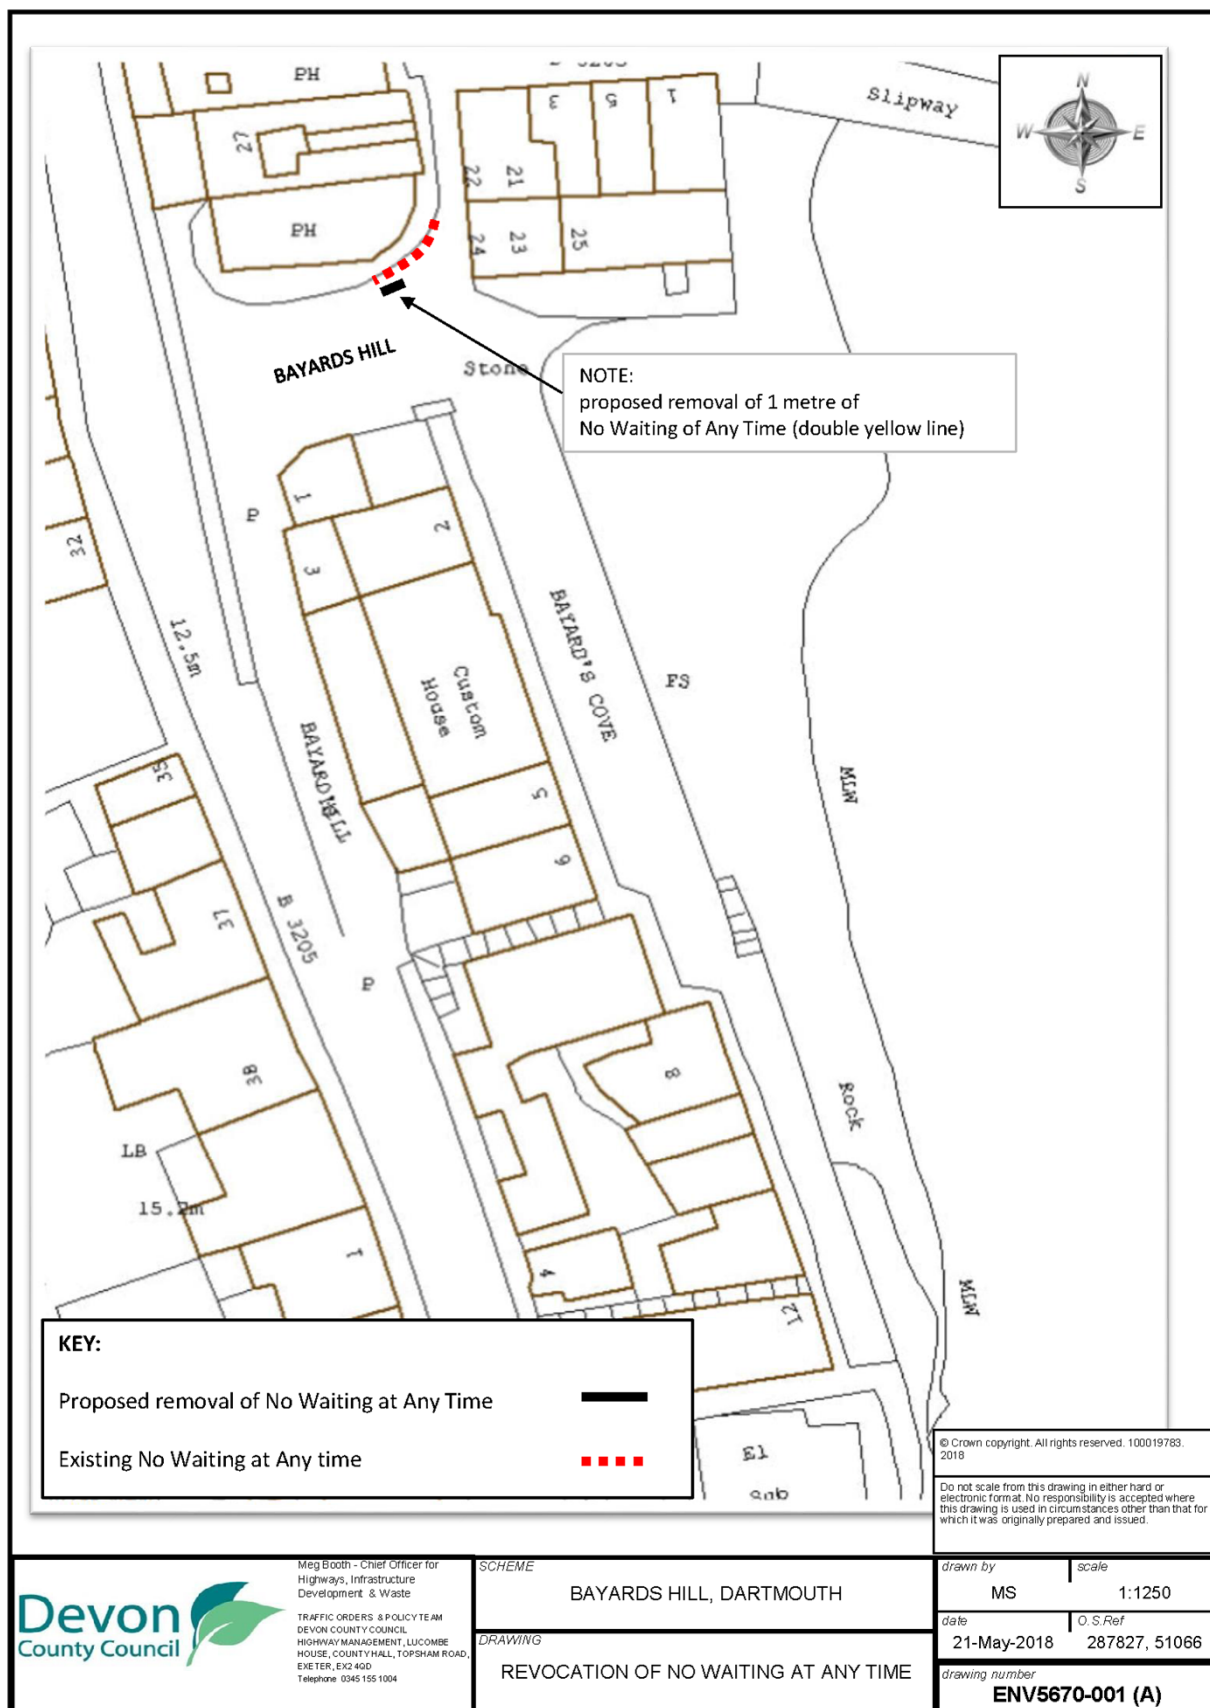 PH
Slipway
N
W E
S
27
3
5
1
22
21
PH
24
23
25
BAYARDS HILL
Stone
NOTE:
proposed removal of 1 metre of
No Waiting of Any Time (double yellow line)
1
P
2
32
3
12.5m
BAYARD'S COVE
Custom
House
FS
BAYARD'S
HILL
MLW
35
5
6
37
B 3205
P
38
8
Rock
LB
15.2m
1
4
MLW
12
KEY:
Proposed removal of No Waiting at Any Time
Existing No Waiting at Any time
El
Sub
© Crown copyright. All rights reserved. 100019783.
2018
Do not scale from this drawing in either hard or
electronic format. No responsibility is accepted where
this drawing is used in circumstances other than that for
which it was originally prepared and issued.
Devon
County Council
Meg Booth - Chief Officer for
Highways, Infrastructure
Development & Waste
TRAFFIC ORDERS & POLICY TEAM
DEVON COUNTY COUNCIL
HIGHWAY MANAGEMENT, LUCOMBE
HOUSE, COUNTY HALL, TOPSHAM ROAD,
EXETER, EX2 4QD
Telephone 0345 155 1004
SCHEME
BAYARDS HILL, DARTMOUTH
DRAWING
REVOCATION OF NO WAITING AT ANY TIME
drawn by
MS
scale
1:1250
date
21-May-2018
O.S.Ref
287827, 51066
drawing number
ENV5670-001 (A)